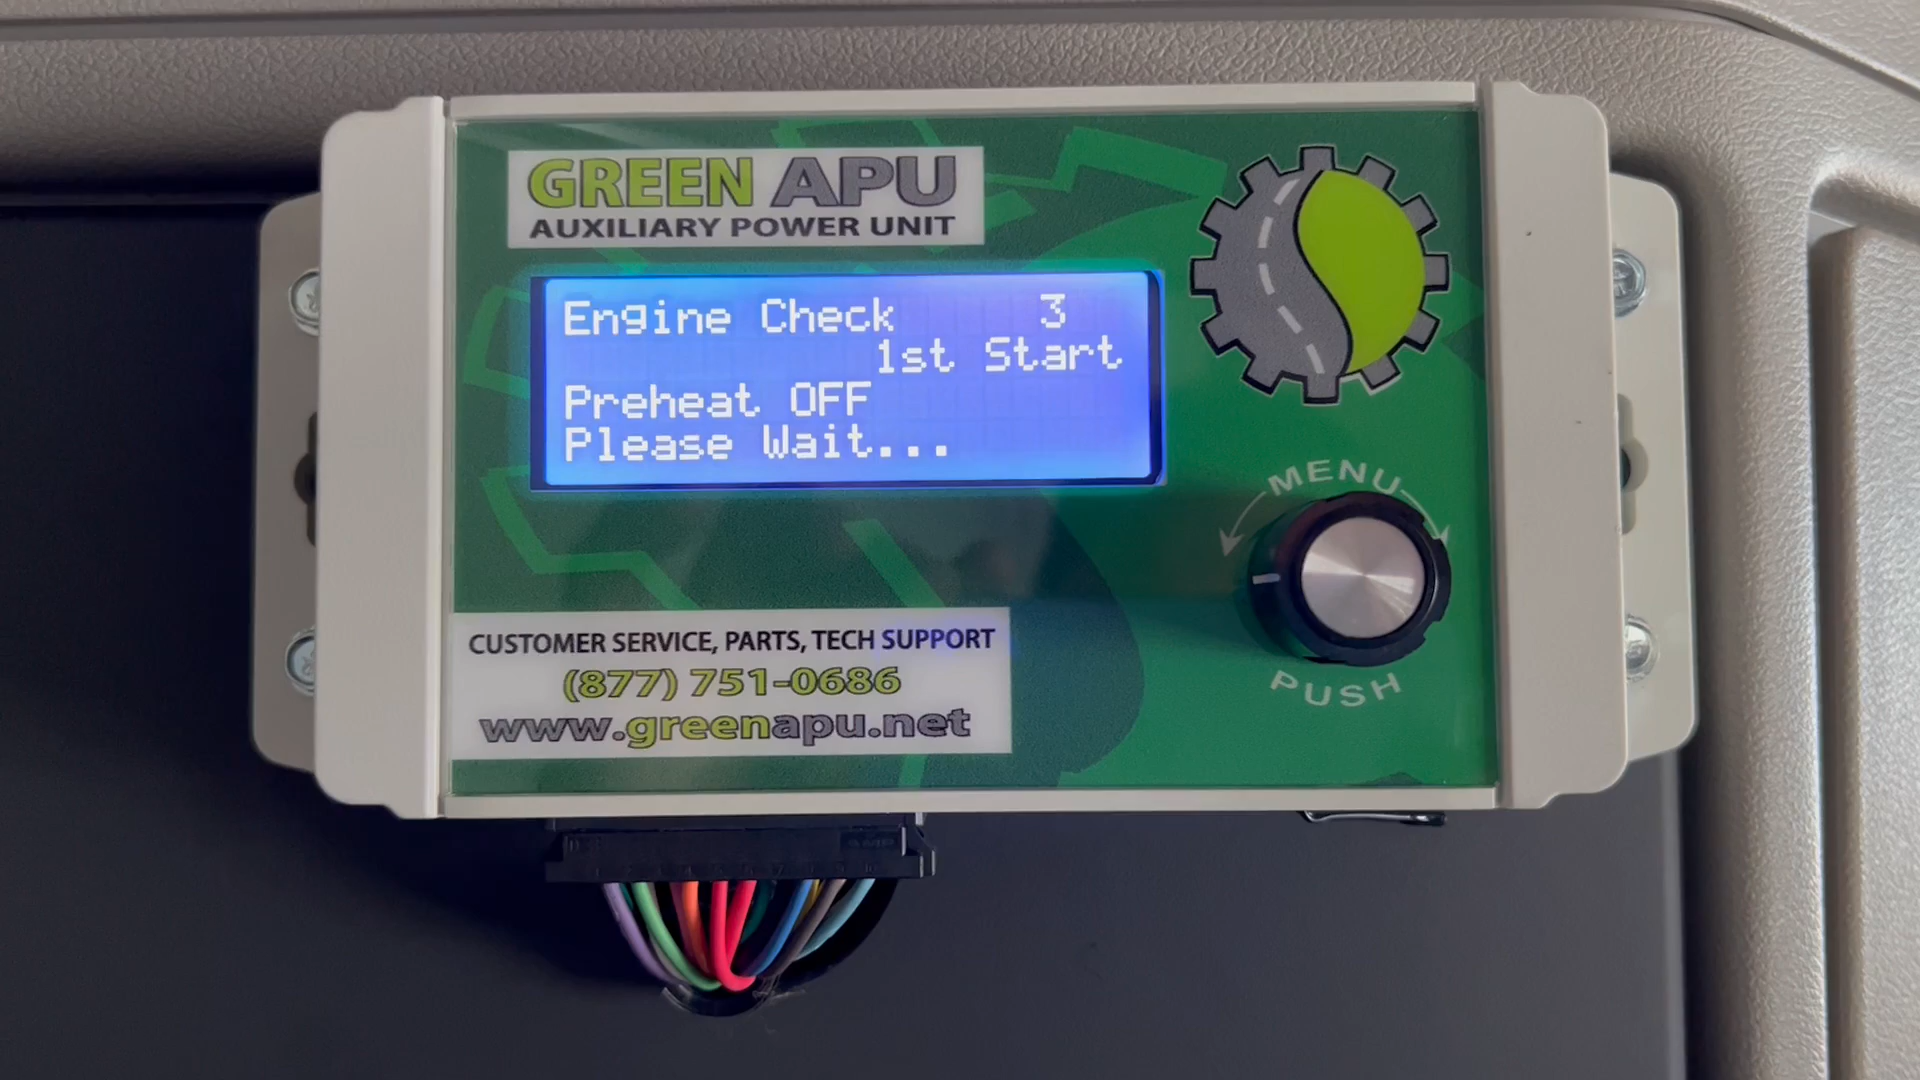 GREEN APU
AUXILIARY POWER UNIT
Engine Check 3
1st Start
Preheat OFF
Please Wait...
MENU
PUSH
CUSTOMER SERVICE, PARTS, TECH SUPPORT
(877) 751-0686
www.greenapu.net